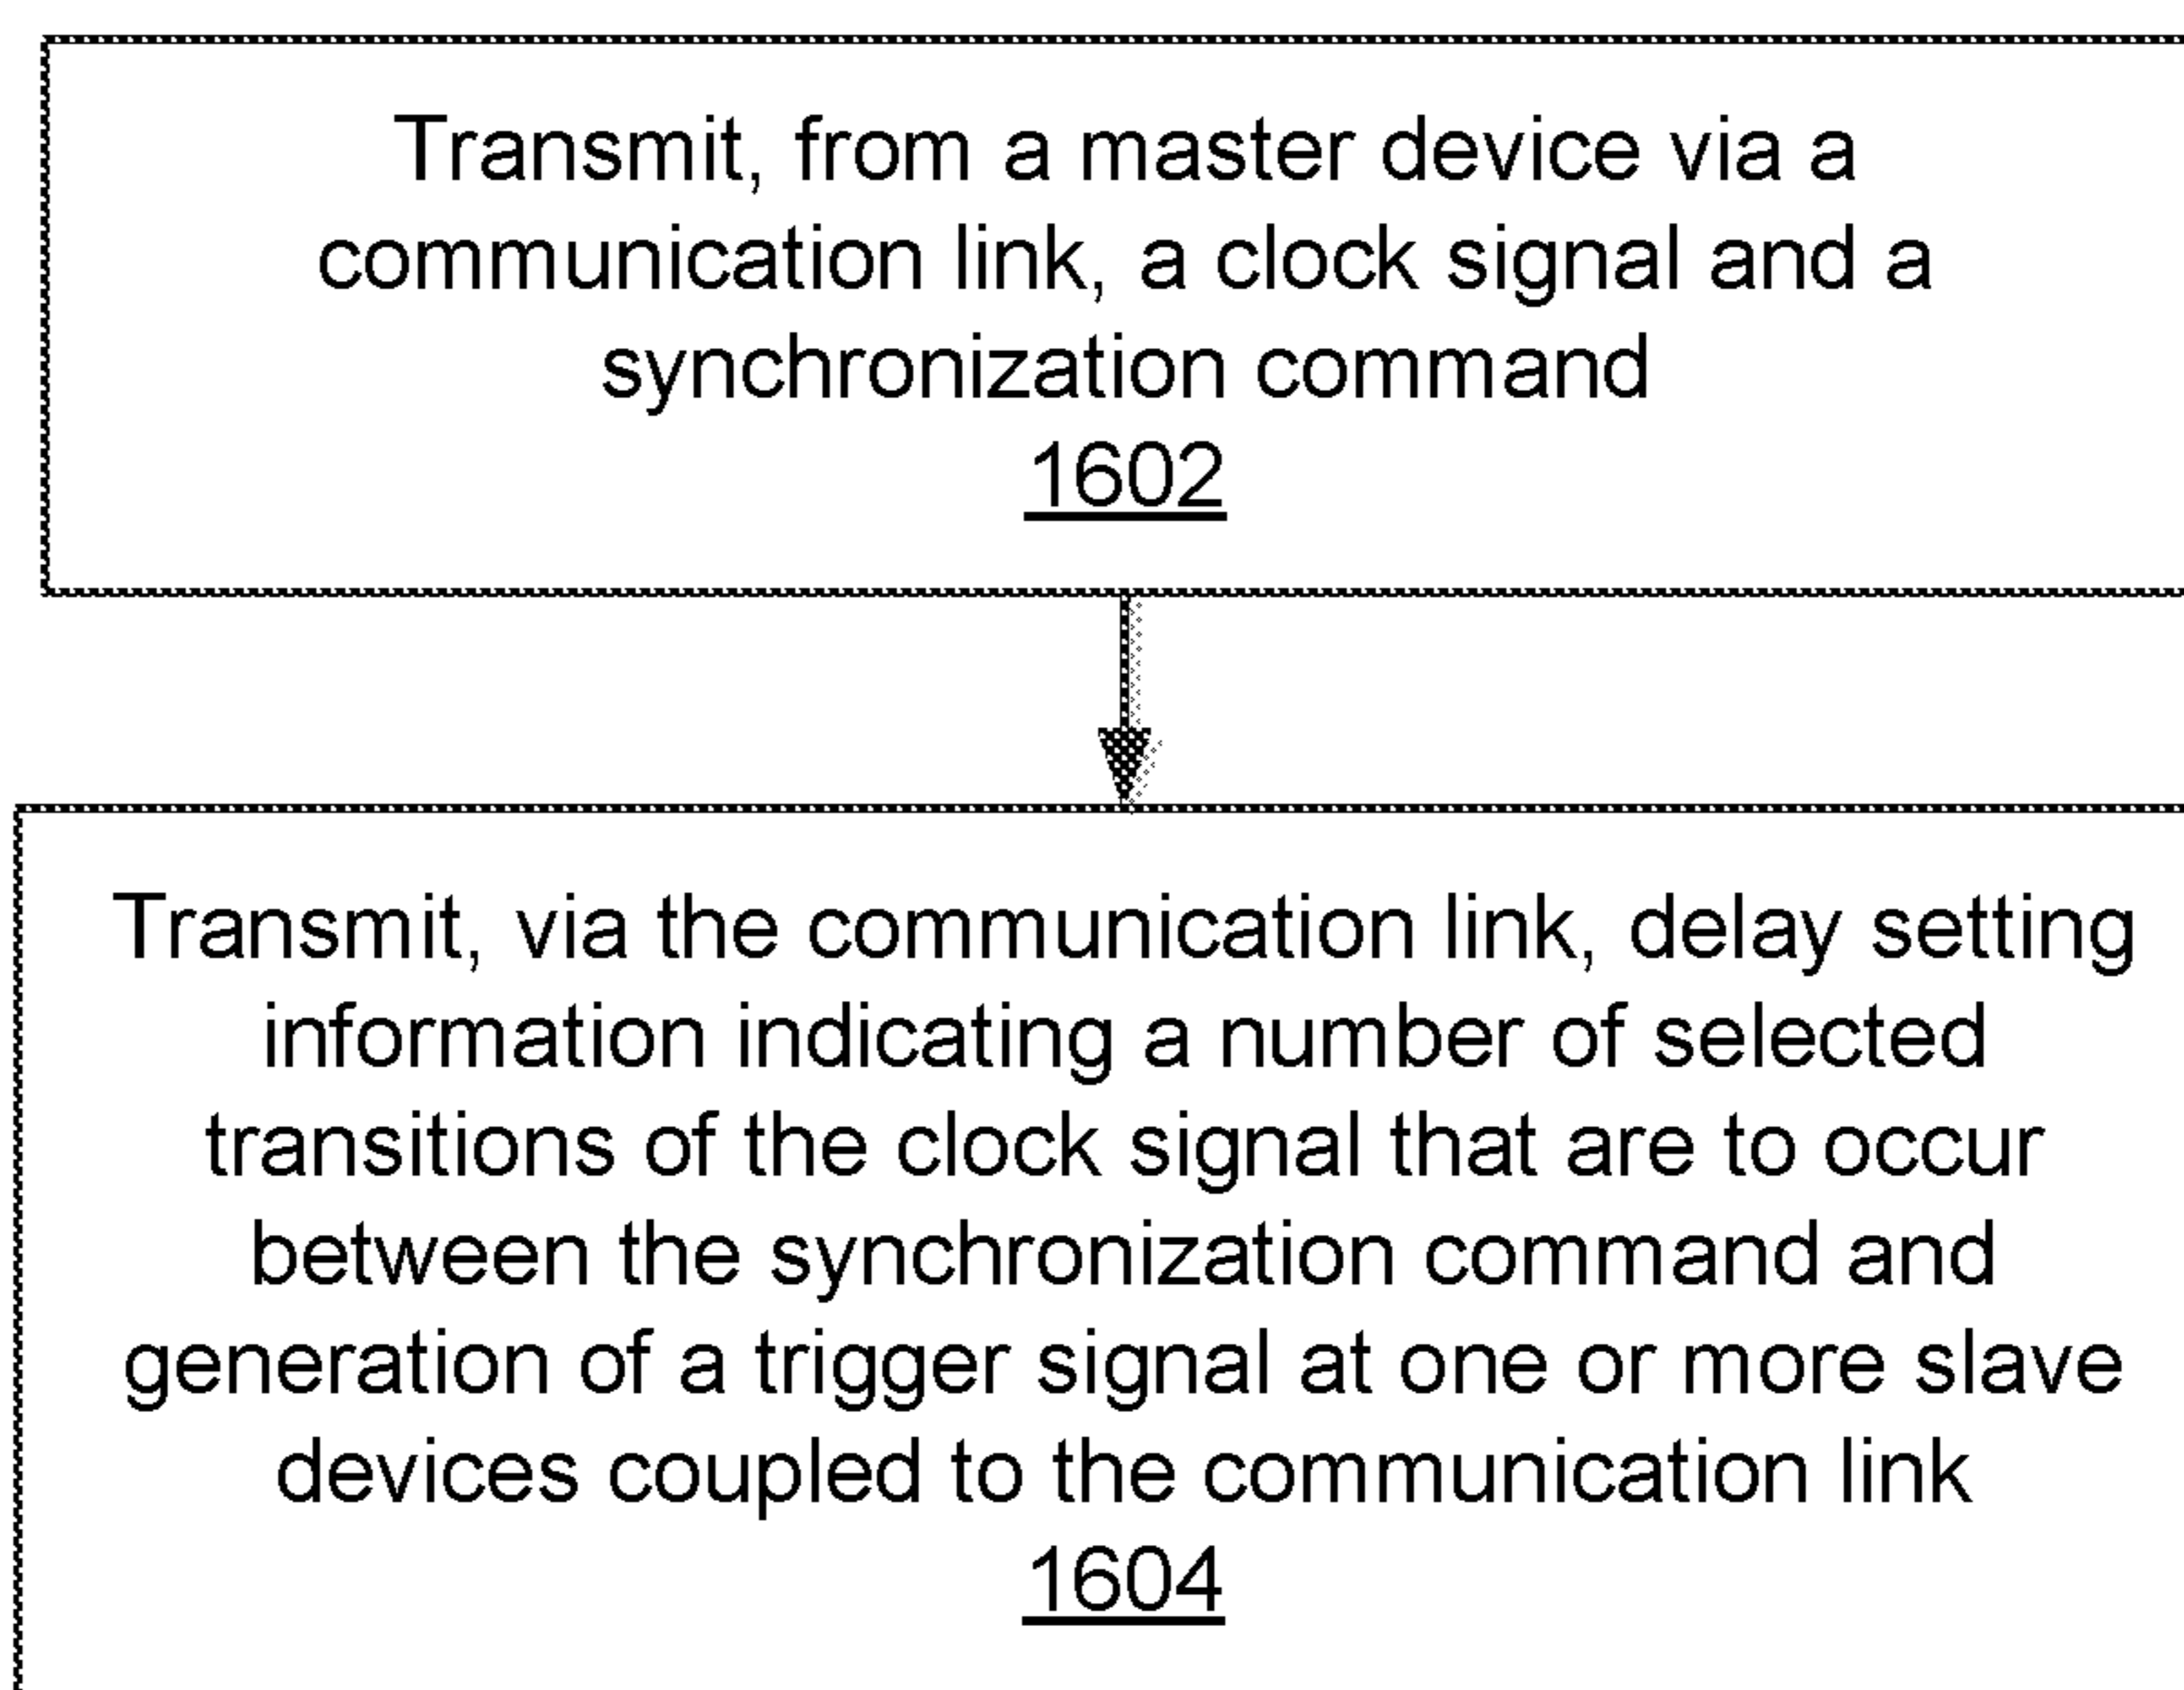 Transmit, from a master device via a
communication link, a clock signal and a
synchronization command
1602
Transmit, via the communication link, delay setting
information indicating a number of selected
transitions of the clock signal that are to occur
between the synchronization command and
generation of a trigger signal at one or more slave
devices coupled to the communication link
1604